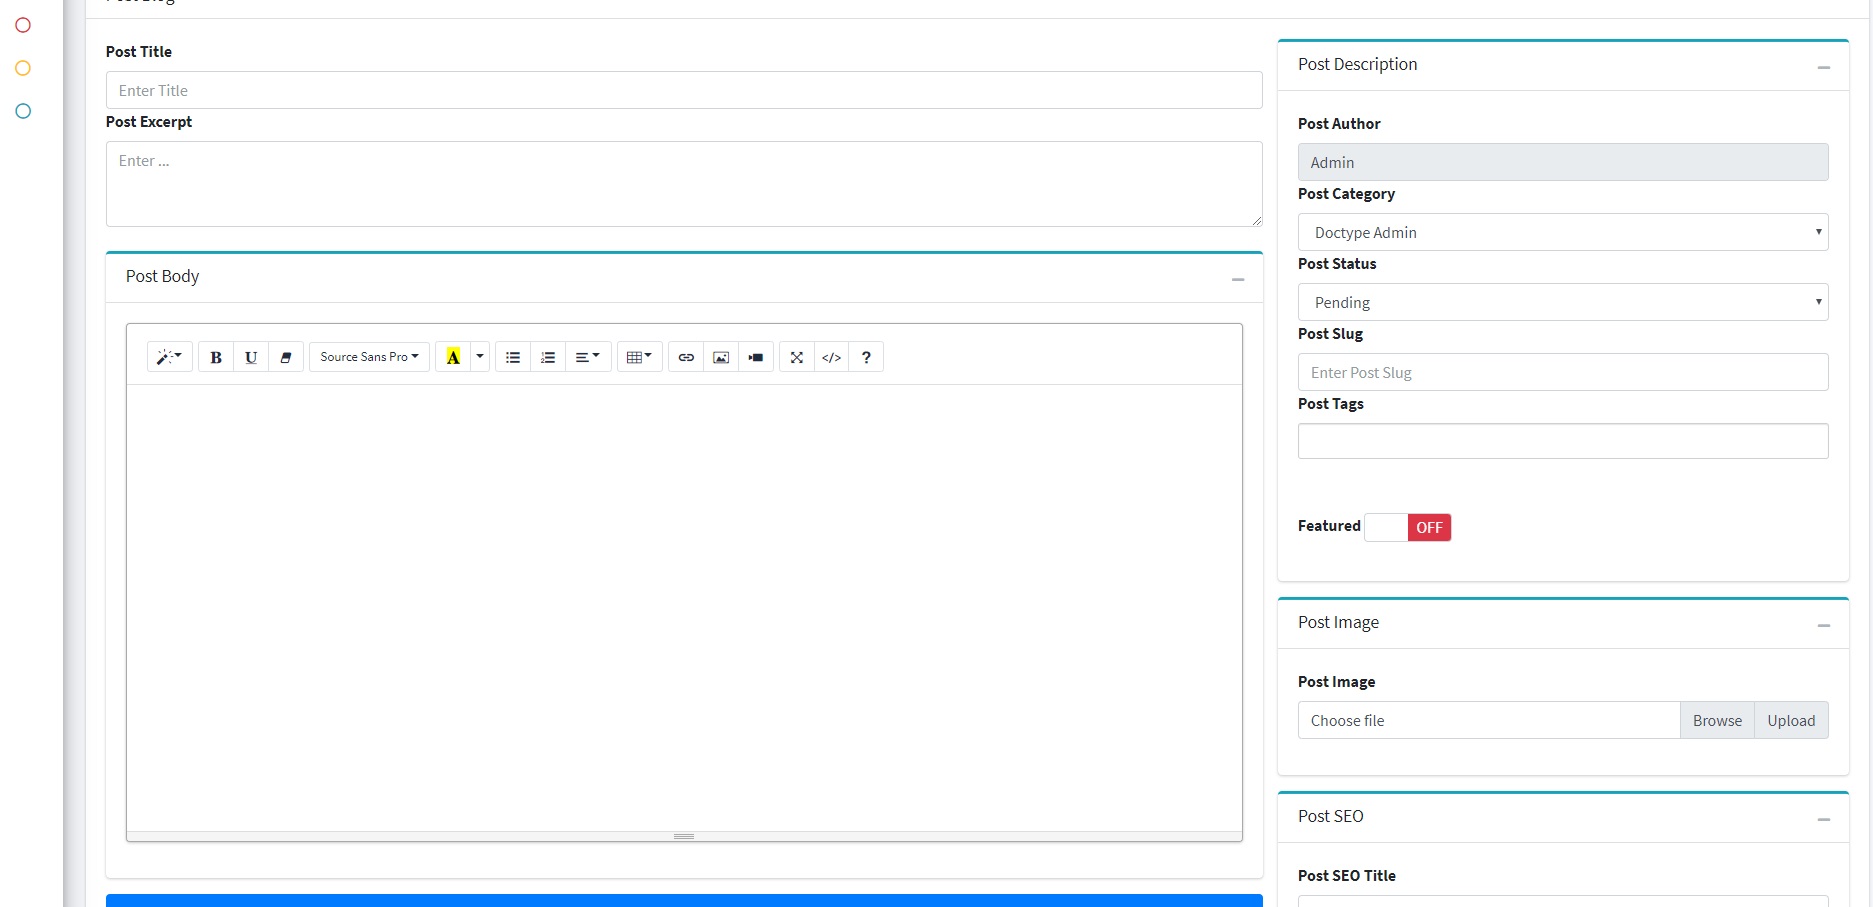 Post Title
Enter Title
Post Excerpt
Enter ...
Post Body
B U Source Sans Pro A </> ?
Post Description
Post Author
Admin
Post Category
Doctype Admin
Post Status
Pending
Post Slug
Enter Post Slug
Post Tags
Featured OFF
Post Image
Post Image
Choose file Browse Upload
Post SEO
Post SEO Title